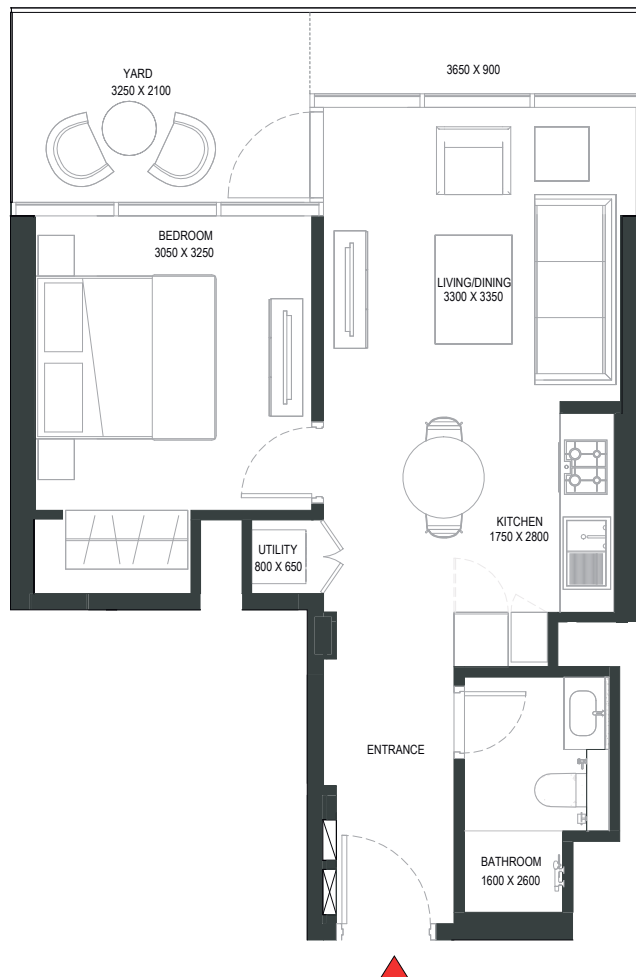 YARD
3250 X 2100
3650 X 900
BEDROOM
3050 X 3250
LIVING/DINING
3300 X 3350
KITCHEN
1750 X 2800
UTILITY
800 X 650
ENTRANCE
BATHROOM
1600 X 2600